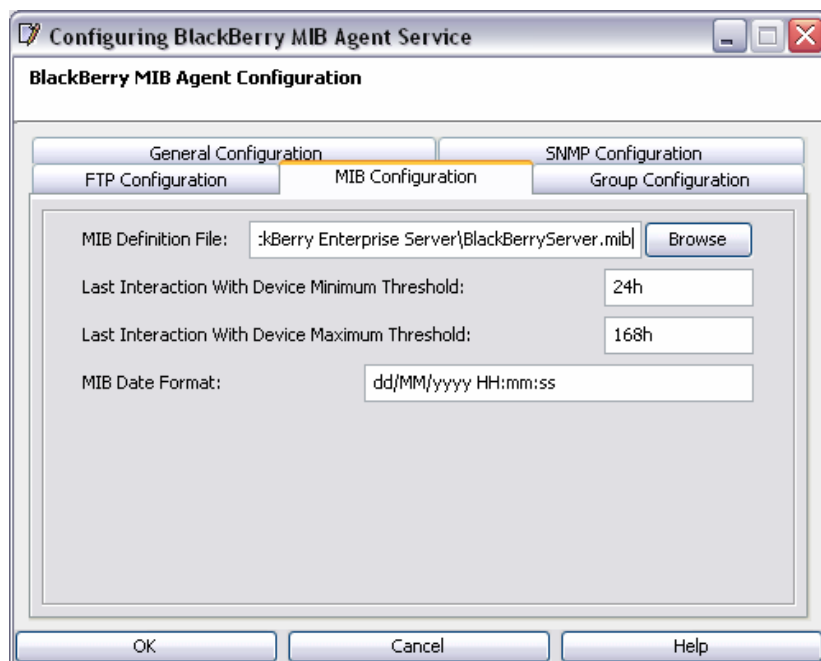 Configuring BlackBerry MIB Agent Service
BlackBerry MIB Agent Configuration
General Configuration SNMP Configuration
FTP Configuration MIB Configuration Group Configuration
MIB Definition File: :kBerry Enterprise Server\BlackBerryServer.mib Browse
Last Interaction With Device Minimum Threshold: 24h
Last Interaction With Device Maximum Threshold: 168h
MIB Date Format: dd/MM/yyyy HH:mm:ss
OK Cancel Help